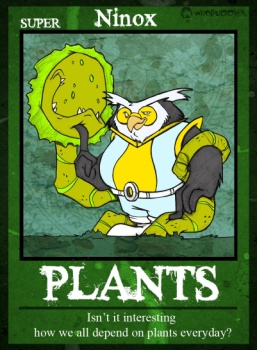 Ninox
SUPER
PLANTS
Isn't it interesting
how we all depend on plants everyday?